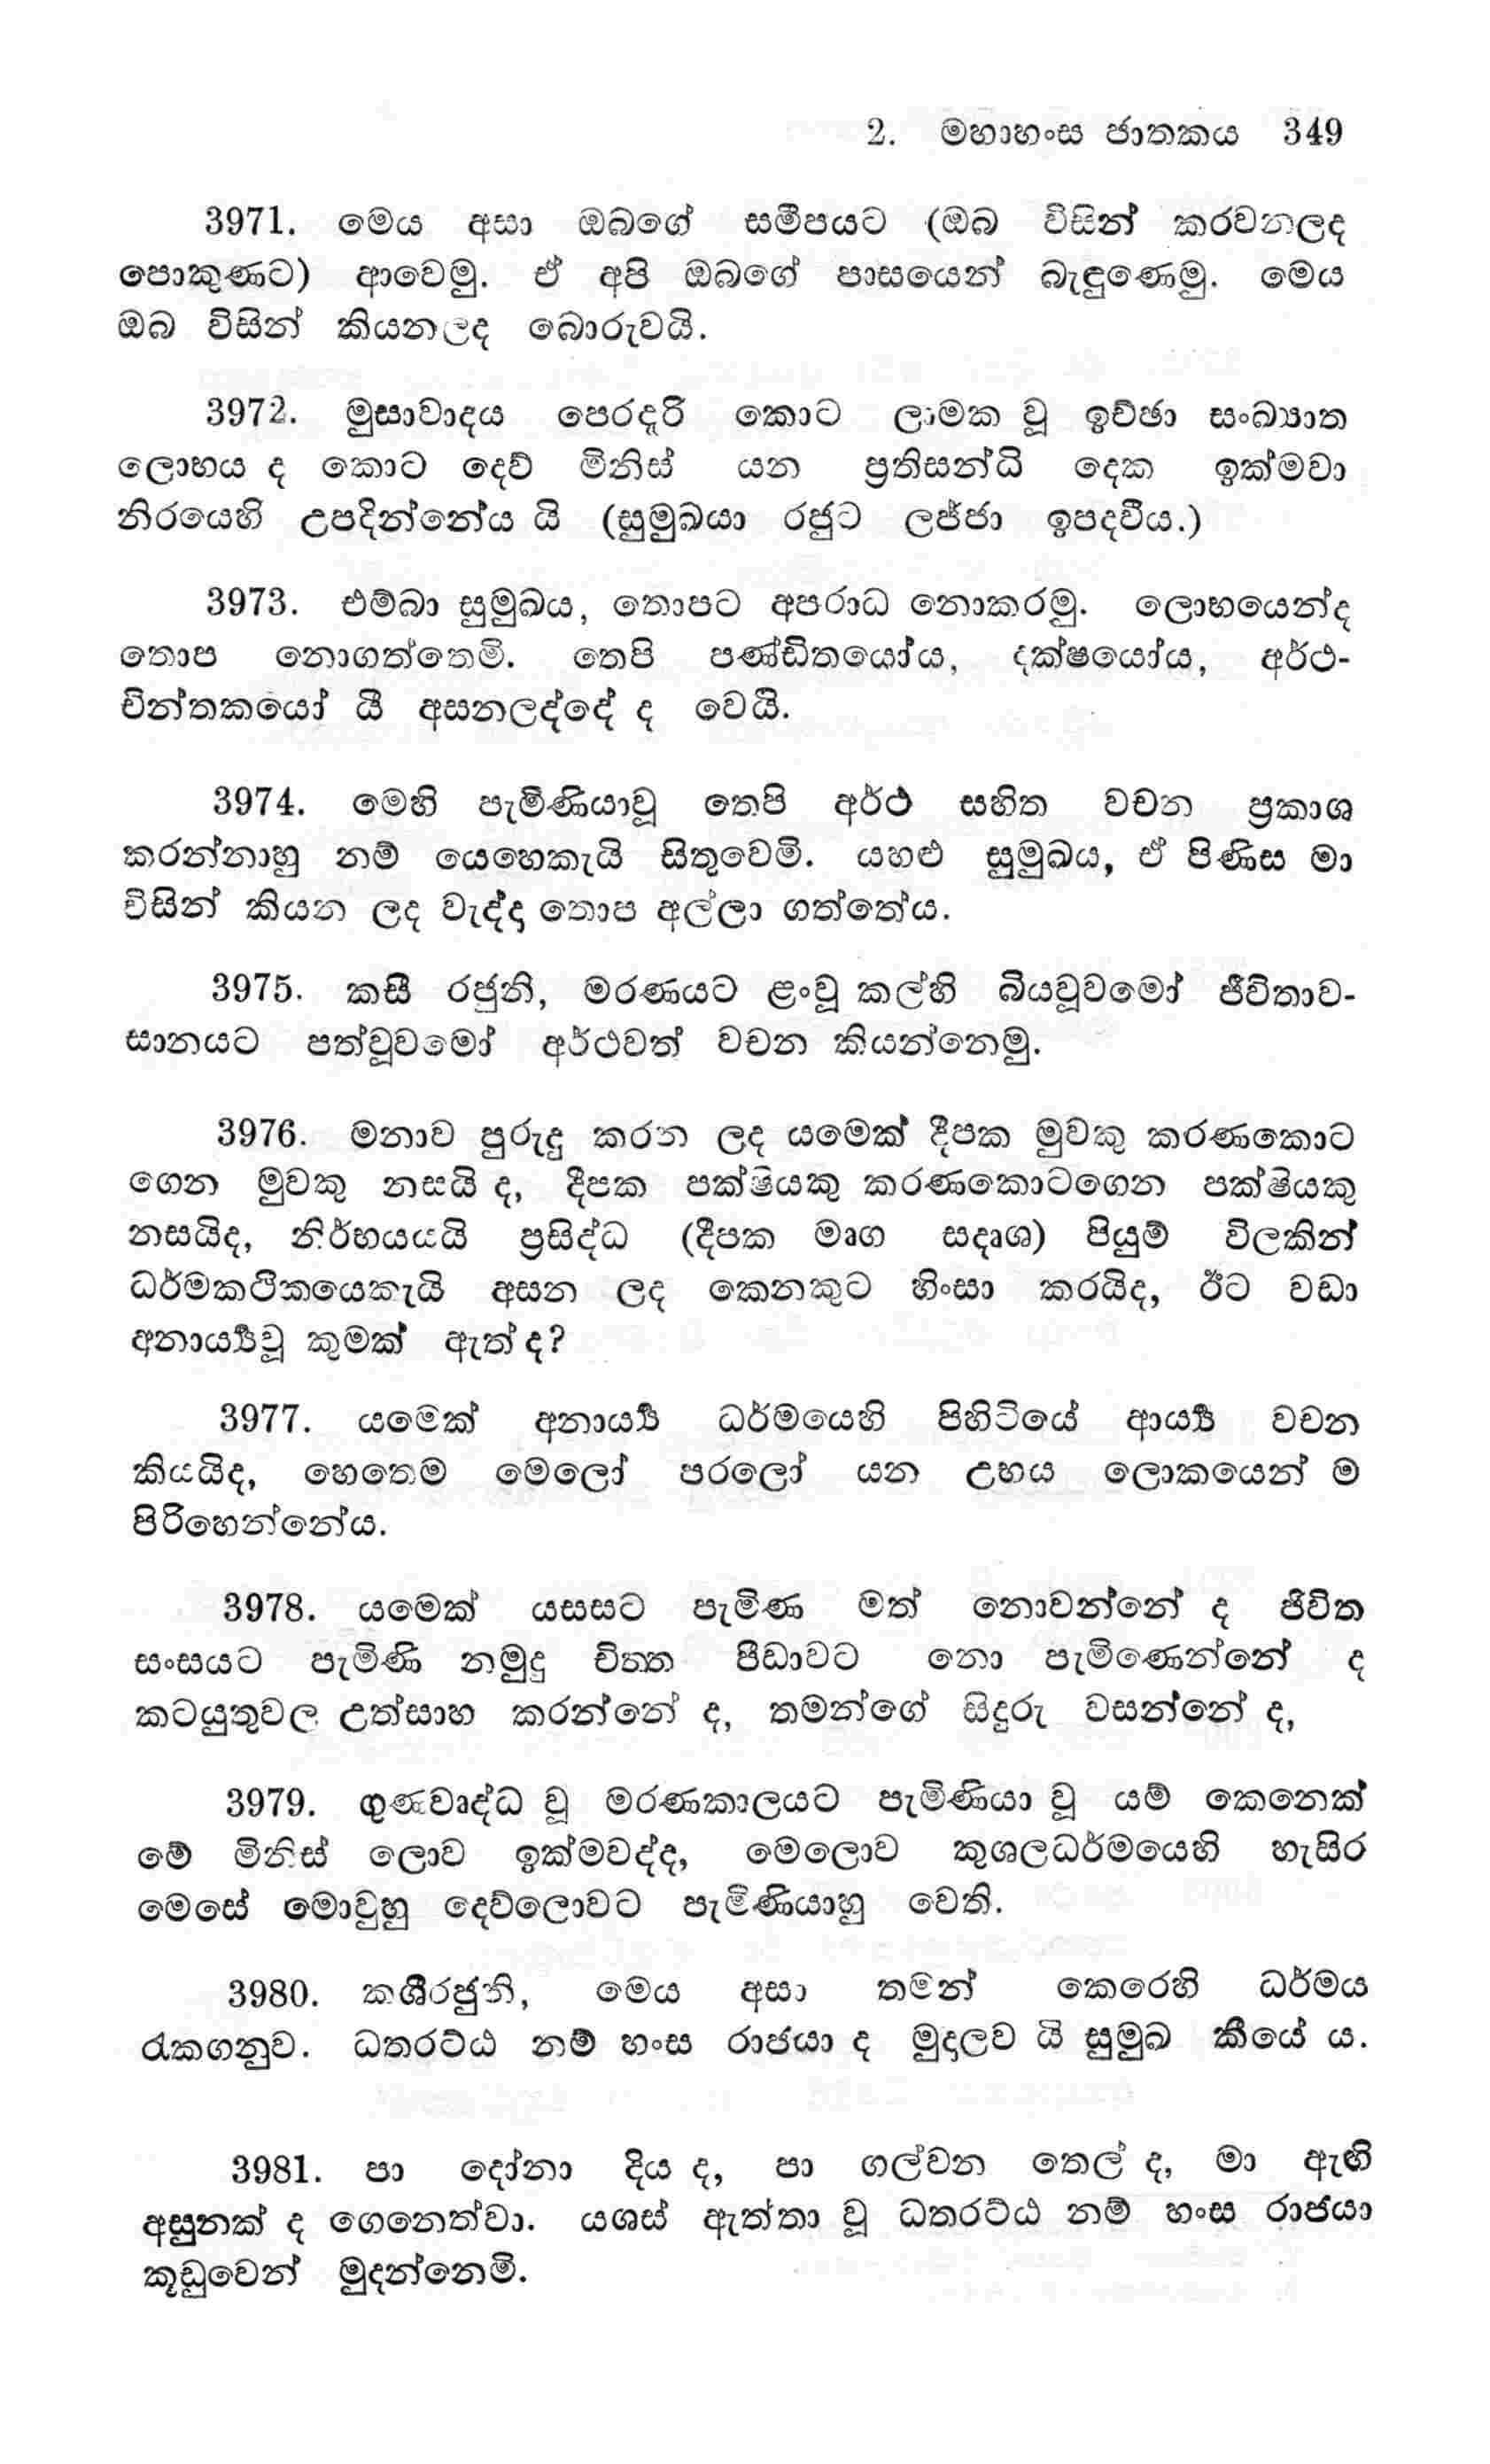 2. මහාහංස ජාතකය 349
3971. මෙය අසා ඔබගේ සමීපයට (ඔබ විසින් කරවනලද
පොකුණට) ආවෙමු. ඒ අපි ඔබගේ පාසයෙන් බැඳුණෙමු. මෙය
ඔබ විසින් කියනලද බොරුවයි.
3972. මුසාවාදය පෙරදැරි කොට ලාමක වූ ඉච්ඡා සංඛ්‍යාත
ලොභය ද කොට දෙව් මිනිස් යන ප්‍රතිසන්ධි දෙක ඉක්මවා
නිරයෙහි උපදින්නේය යි (සුමුඛයා රජුට ලජ්ජා ඉපදවීය.)
3973. එම්බා සුමුඛය, තොපට අපරාධ නොකරමු. ලොභයෙන්ද
තොප නොගත්තෙමි. තෙපි පණ්ඩිතයෝය, දක්ෂයෝය, අර්ථ-
චින්තකයෝ යී අසනලද්දේ ද වෙයි.
3974. මෙහි පැමිණියාවූ තෙපි අර්ථ සහිත වචන ප්‍රකාශ
කරන්නාහු නම් යෙහෙකැයි සිතුවෙමි. යහළු සුමුඛය, ඒ පිණිස මා
විසින් කියන ලද වැද්දා තොප අල්ලා ගත්තේය.
3975. කසී රජුනි, මරණයට ළංවූ කල්හි බියවූවමෝ ජීවිතාව-
සානයට පත්වූවමෝ අර්ථවත් වචන කියන්නෙමු.
3976. මනාව පුරුදු කරන ලද යමෙක් දීපක මුවකු කරණකොට
ගෙන මුවකු නසයි ද, දීපක පක්ෂියකු කරණකොටගෙන පක්ෂියකු
නසයිද, නිර්භයයයි ප්‍රසිද්ධ (දීපක මෘග සදෘශ) පියුම් විලකින්
ධර්මකථිකයෙකැයි අසන ලද කෙනකුට හිංසා කරයිද, ඊට වඩා
අනාර්‍ය්‍යවූ කුමක් ඇත් ද?
3977. යමෙක් අනාර්‍ය්‍ය ධර්මයෙහි පිහිටියේ ආර්‍ය්‍ය වචන
කියයිද, හෙතෙම මෙලෝ පරලෝ යන උභය ලොකයෙන් ම
පිරිහෙන්නේය.
3978. යමෙක් යසසට පැමිණ මත් නොවන්නේ ද ජීවිත
සංසයට පැමිණි නමුදු චිත්ත පීඩාවට නො පැමිණෙන්නේ ද
කටයුතුවල උත්සාහ කරන්නේ ද, තමන්ගේ සිදුරු වසන්නේ ද,
3979. ගුණවෘද්ධ වූ මරණකාලයට පැමිණියා වූ යම් කෙනෙක්
මේ මිනිස් ලොව ඉක්මවද්ද, මෙලොව කුශලධර්මයෙහි හැසිර
මෙසේ මොවුහු දෙව්ලොවට පැමිණියාහු වෙති.
3980. කශීරජුනි, මෙය අසා තමන් කෙරෙහි ධර්මය
රැකගනුව. ධතරට්ඨ නම් හංස රාජයා ද මුදාලව යි සුමුඛ කීයේ ය.
3981. පා දෝනා දිය ද, පා ගල්වන තෙල් ද, මා ඇඟි
අසුනක් ද ගෙනෙත්වා. යශස් ඇත්තා වූ ධතරට්ඨ නම් හංස රාජයා
කූඩුවෙන් මුදන්නෙමි.